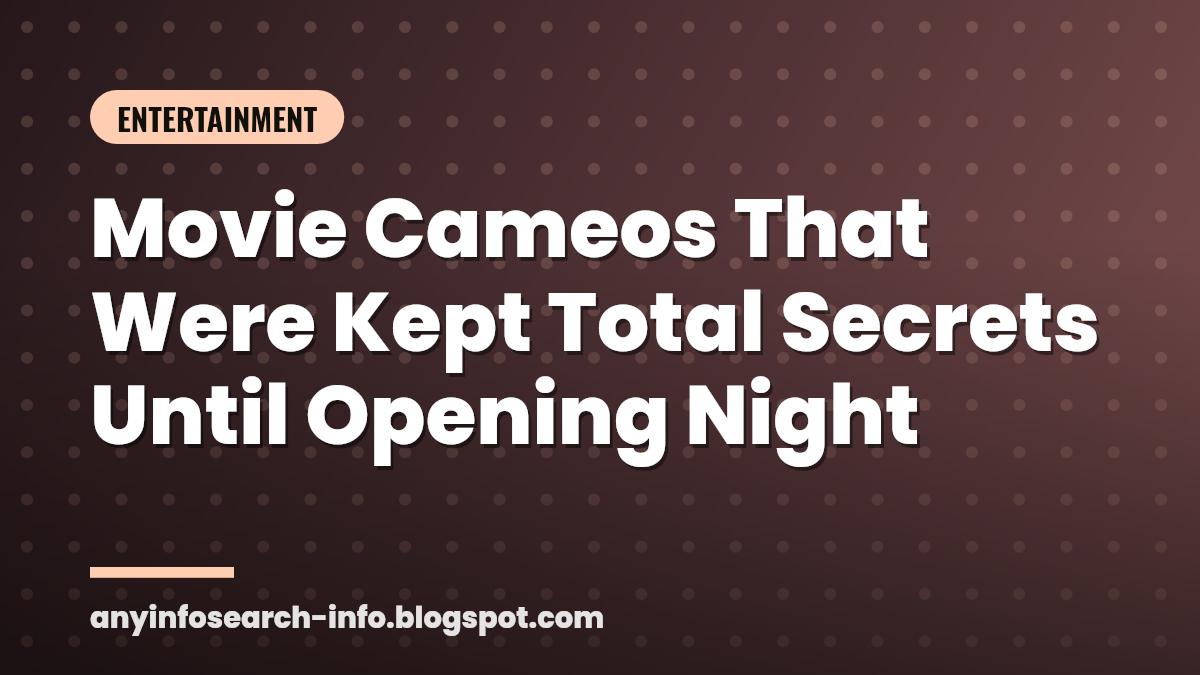 ENTERTAINMENT
Movie Cameos That
Were Kept Total Secrets
Until Opening Night
anyinfosearch-info.blogspot.com